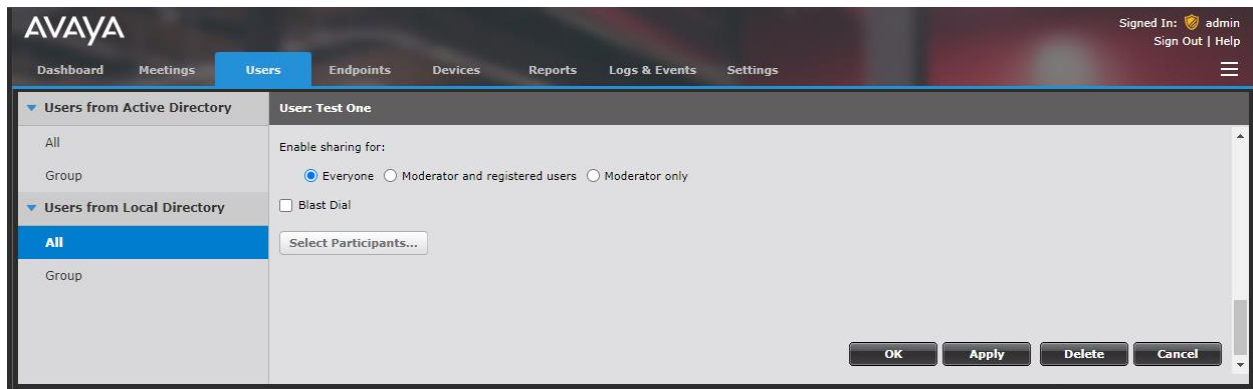 AVAYA
Signed In: admin
Sign Out | Help
Dashboard Meetings Users Endpoints Devices Reports Logs & Events Settings
Users from Active Directory
All
Group
Users from Local Directory
All
Group
User: Test One
Enable sharing for:
Everyone Moderator and registered users Moderator only
Blast Dial
Select Participants...
OK Apply Delete Cancel